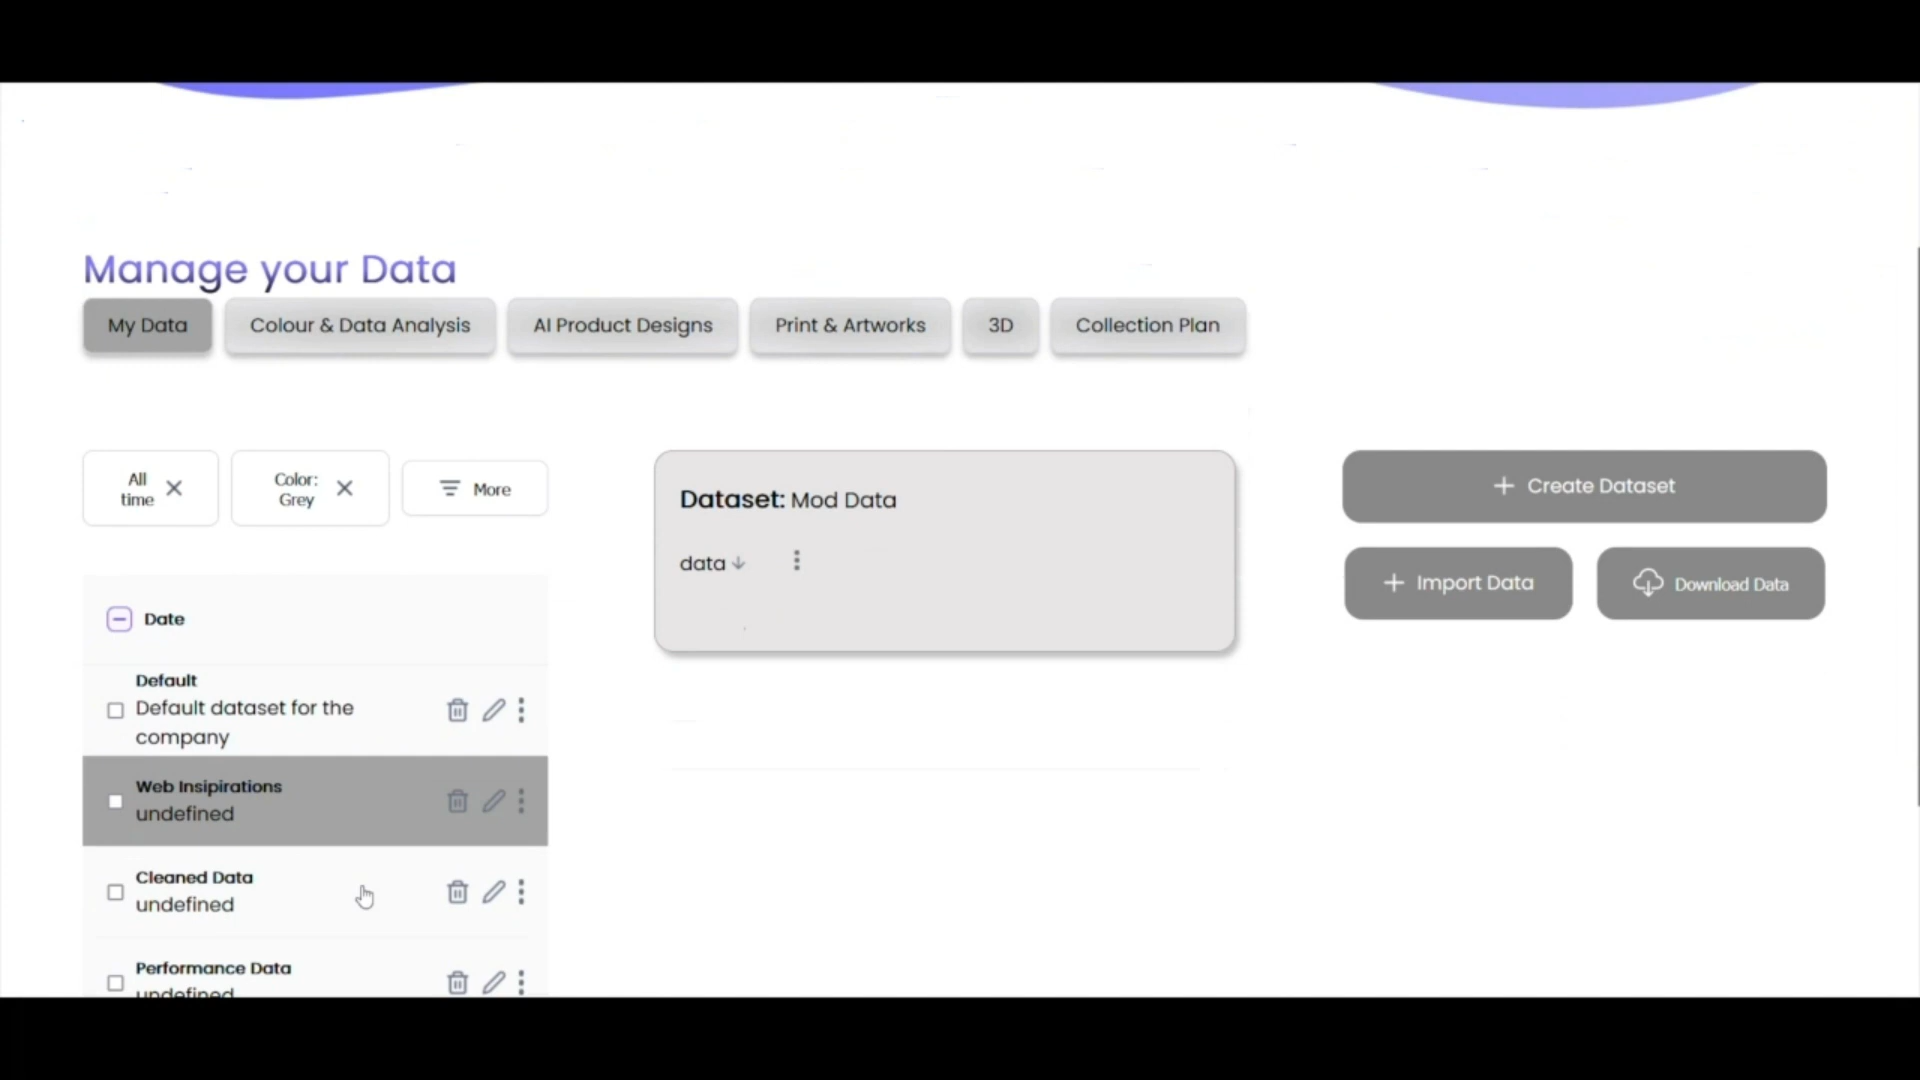 Manage your Data
My Data
Colour & Data Analysis
AI Product Designs
Print & Artworks
3D
Collection Plan
All
time
Color:
Grey
More
Dataset: Mod Data
data
Create Dataset
Import Data
Download Data
Date
Default
Default dataset for the
company
Web Insipirations
undefined
Cleaned Data
undefined
Performance Data
undefined